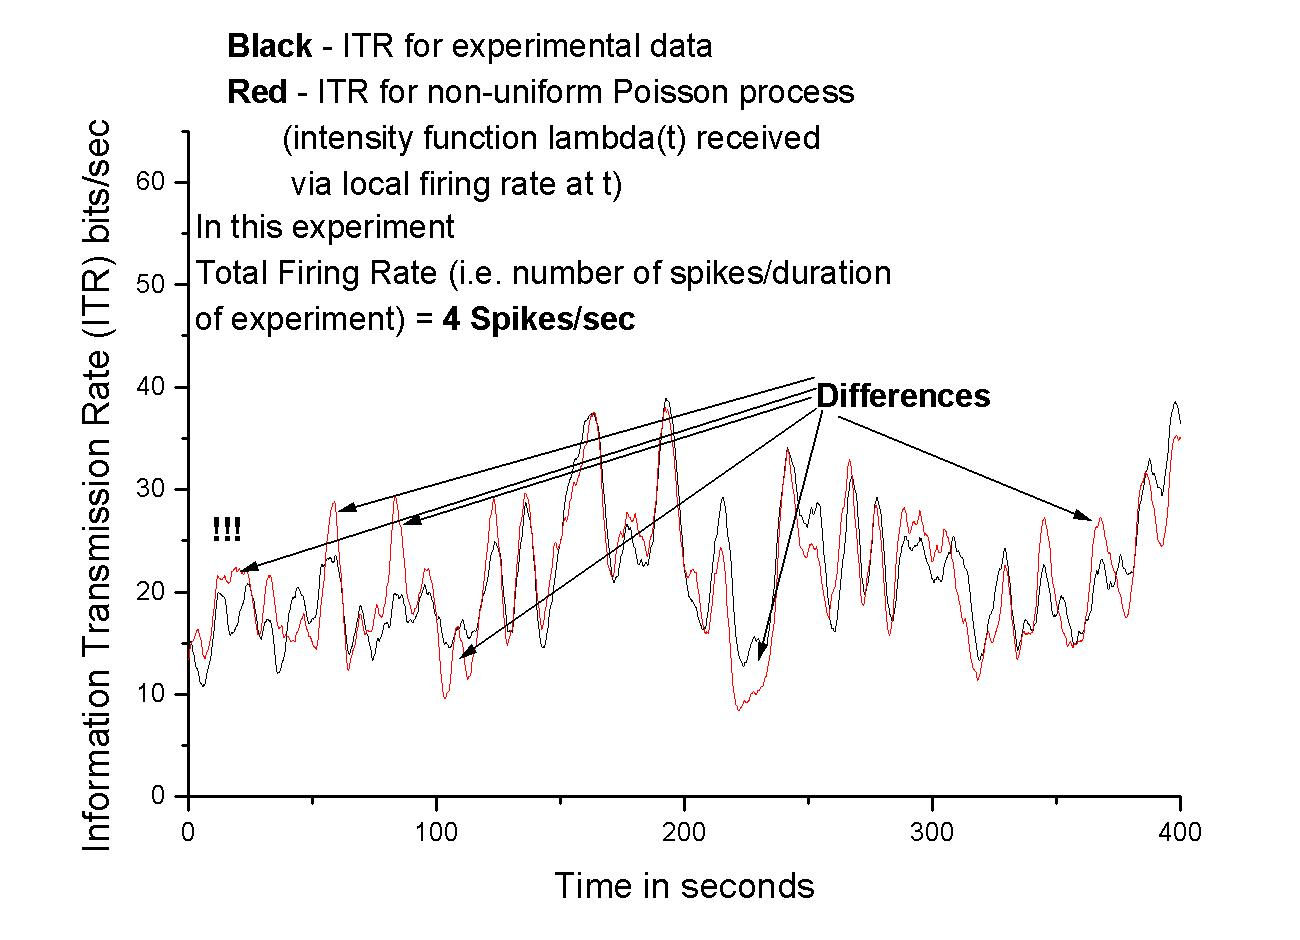 Black - ITR for experimental data
Red - ITR for non-uniform Poisson process
(intensity function lambda(t) received
via local firing rate at t)
In this experiment
Total Firing Rate (i.e. number of spikes/duration
of experiment) = 4 Spikes/sec
Differences
!!!
Information Transmission Rate (ITR) bits/sec
60
50
40
30
20
10
0
0 100 200 300 400
Time in seconds